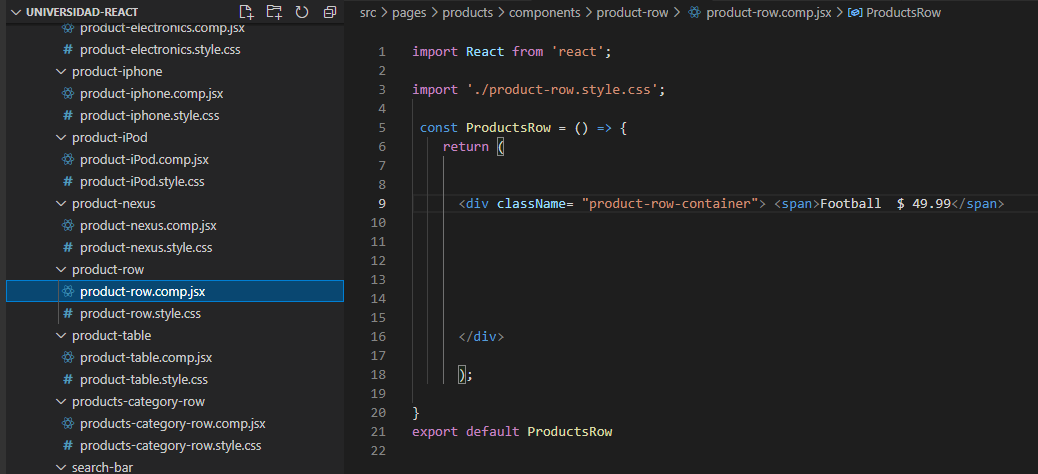 UNIVERSIDAD-REACT
product-electronics.comp.jsx
# product-electronics.style.css
product-iphone
product-iphone.comp.jsx
# product-iphone.style.css
product-iPod
product-iPod.comp.jsx
# product-iPod.style.css
product-nexus
product-nexus.comp.jsx
# product-nexus.style.css
product-row
product-row.comp.jsx
# product-row.style.css
product-table
product-table.comp.jsx
# product-table.style.css
products-category-row
products-category-row.comp.jsx
# products-category-row.style.css
search-bar
src > pages > products > components > product-row > product-row.comp.jsx > ProductsRow
1 import React from 'react';
2
3 import './product-row.style.css';
4
5 const ProductsRow = () => {
6 return (
7
8
9 <div className= "product-row-container"> <span>Football  $ 49.99</span>
10
11
12
13
14
15
16 </div>
17
18 );
19
20 }
21 export default ProductsRow
22